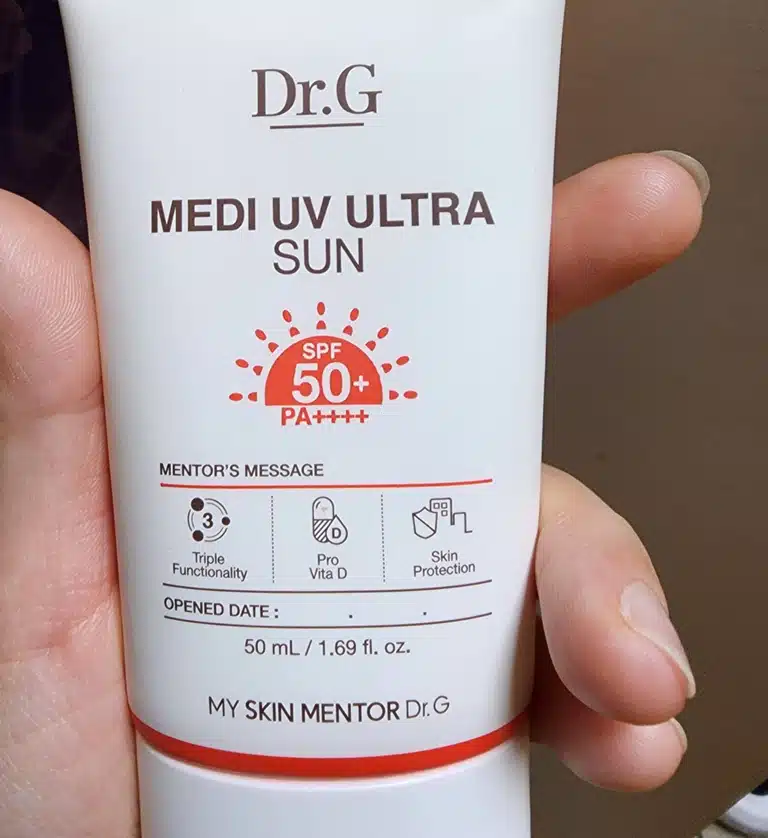 Dr.G
MEDI UV ULTRA
SUN
SPF
50+
PA++++
MENTOR'S MESSAGE
3
Triple
Functionality
D
Pro
Vita D
Skin
Protection
OPENED DATE : . .
50 mL / 1.69 fl. oz.
MY SKIN MENTOR Dr.G